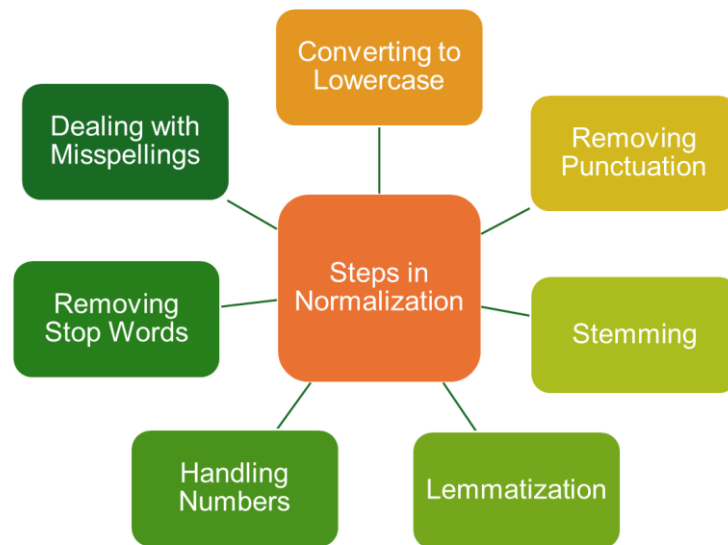 Steps in
Normalization
Converting to
Lowercase
Removing
Punctuation
Stemming
Lemmatization
Handling
Numbers
Removing
Stop Words
Dealing with
Misspellings